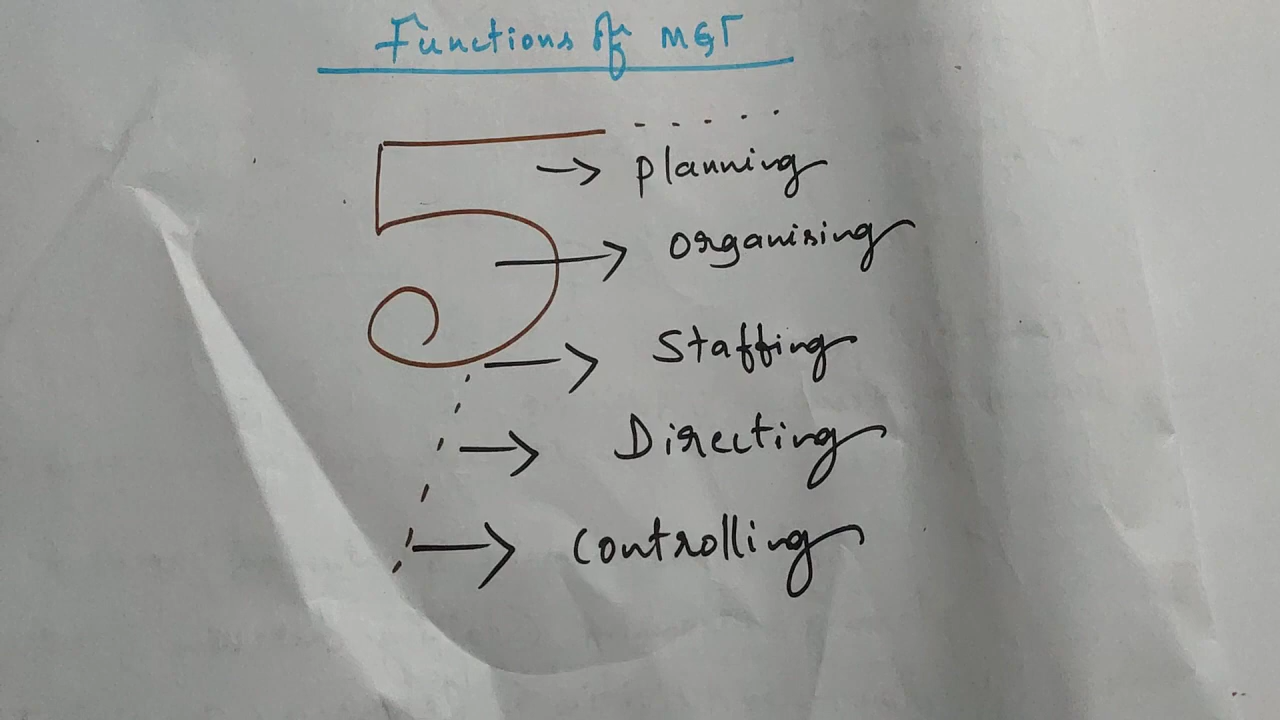 Functions of MGT
5
→ planning
→ organising
→ Staffing
→ Directing
→ controlling